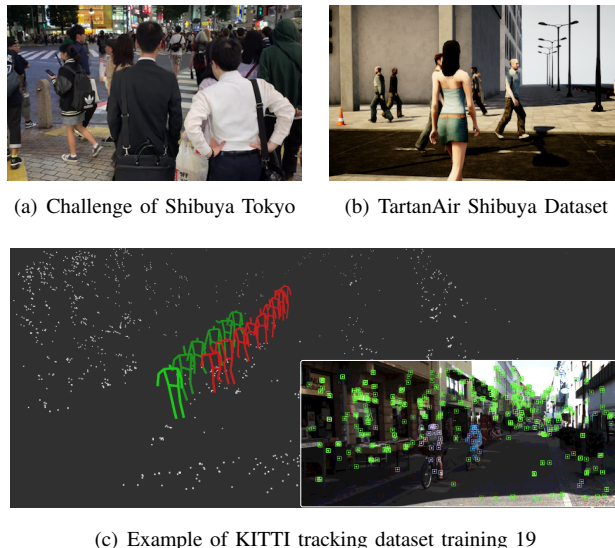 (a) Challenge of Shibuya Tokyo
(b) TartanAir Shibuya Dataset
(c) Example of KITTI tracking dataset training 19